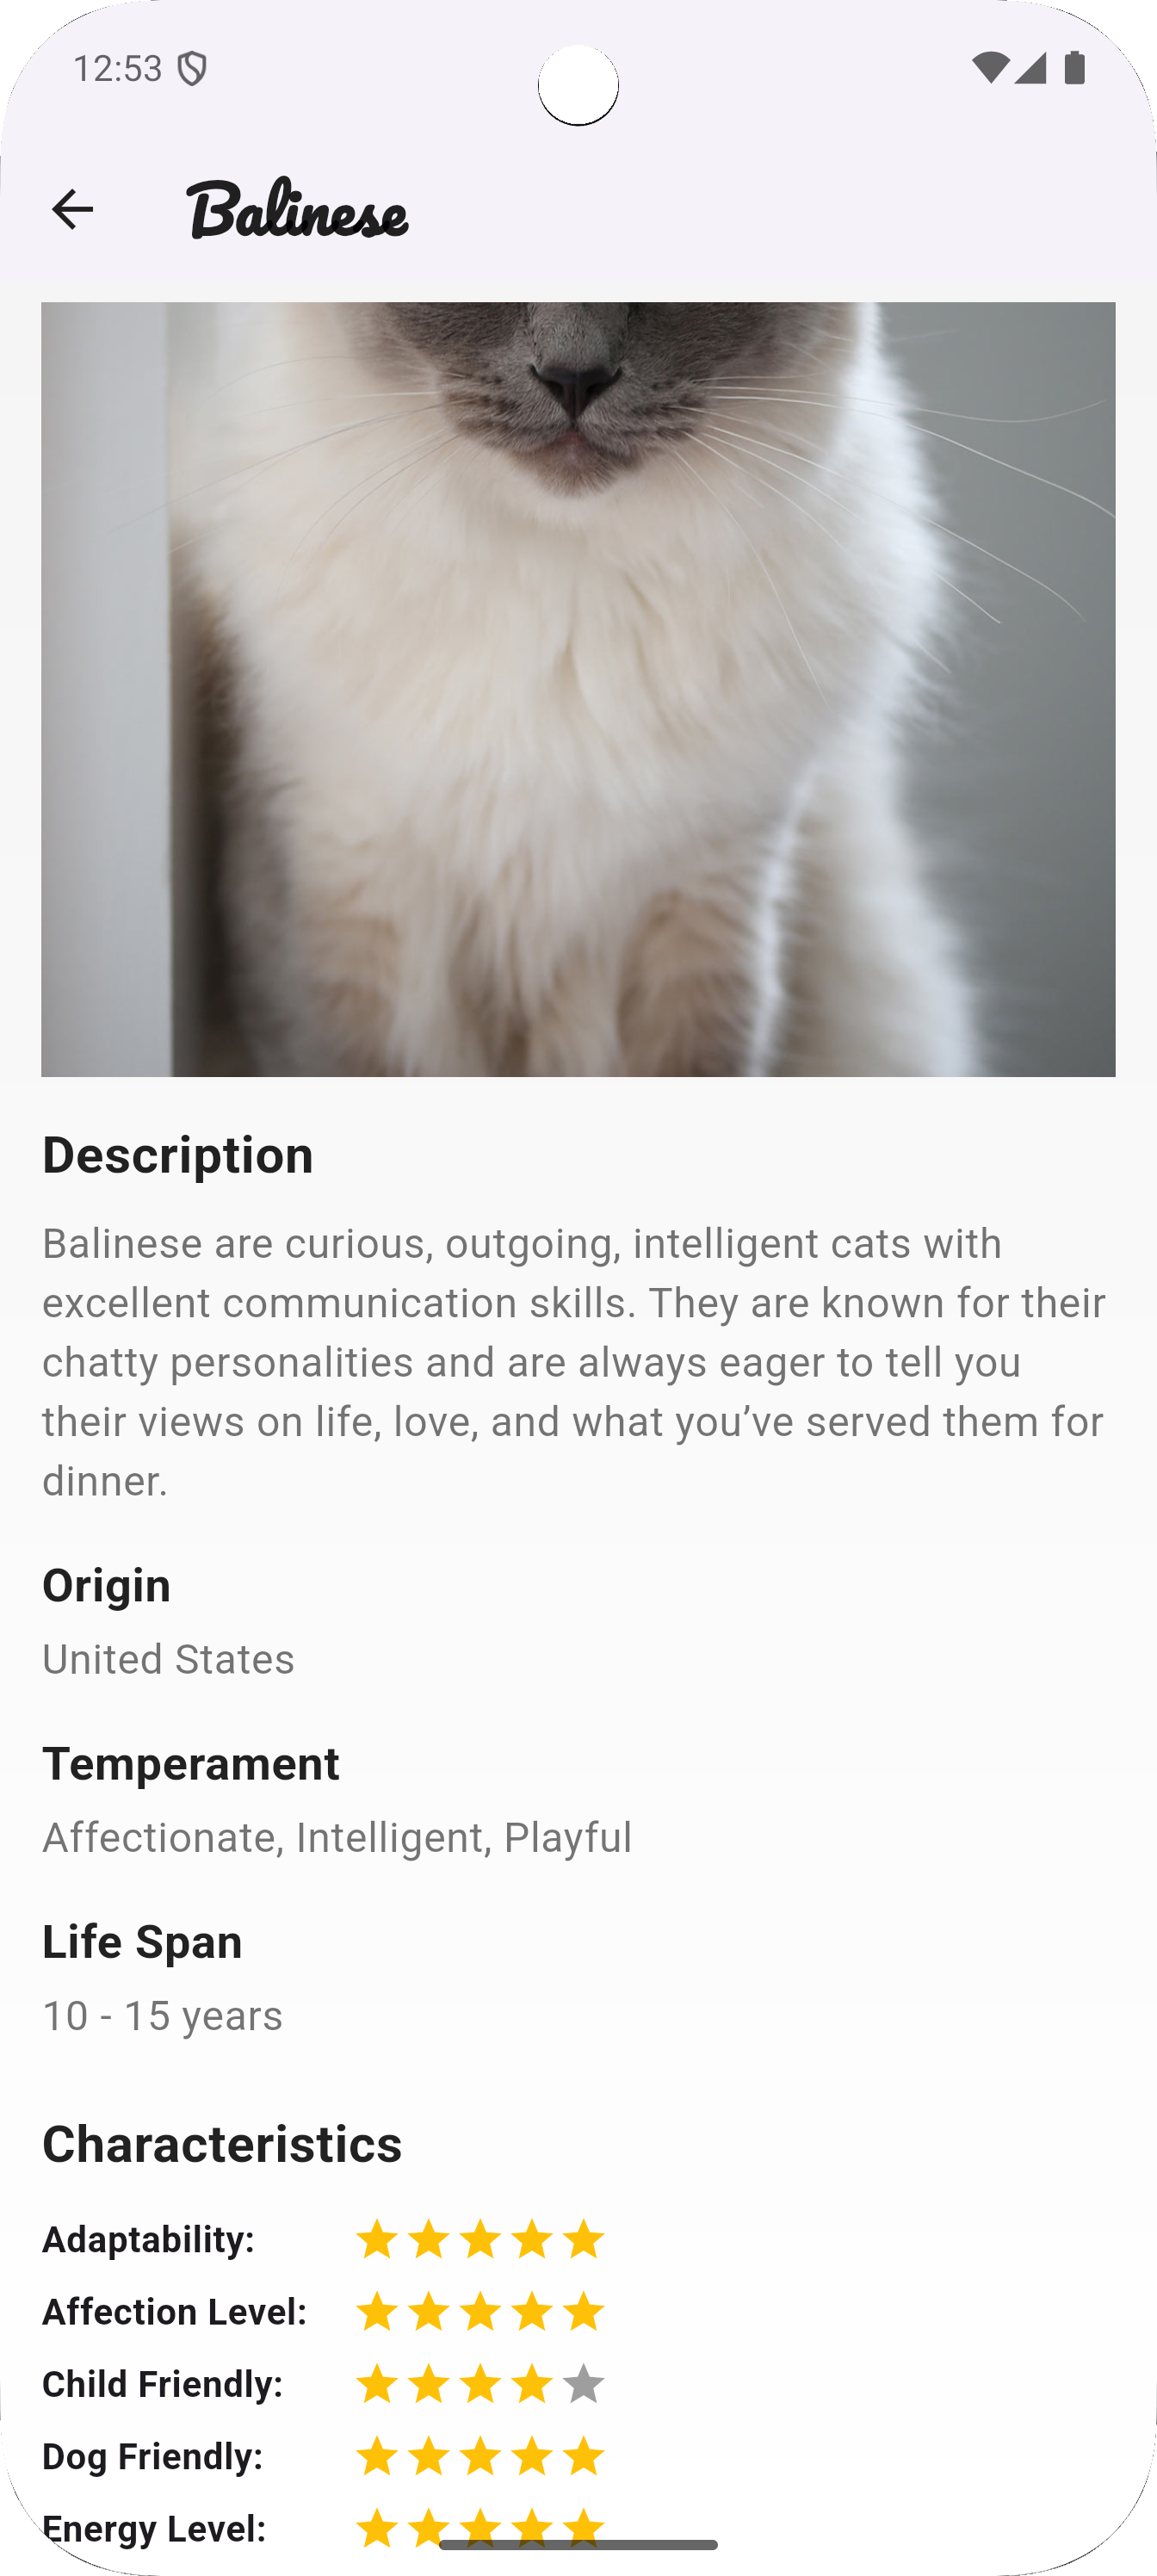 12:53
Balinese
Description
Balinese are curious, outgoing, intelligent cats with
excellent communication skills. They are known for their
chatty personalities and are always eager to tell you
their views on life, love, and what you’ve served them for
dinner.
Origin
United States
Temperament
Affectionate, Intelligent, Playful
Life Span
10 - 15 years
Characteristics
Adaptability:
Affection Level:
Child Friendly:
Dog Friendly:
Energy Level: